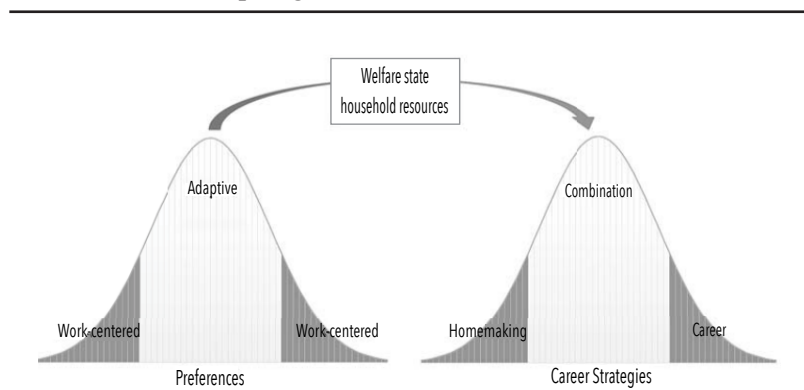 Welfare state
household resources
Adaptive
Combination
Work-centered
Work-centered
Homemaking
Career
Preferences
Career Strategies